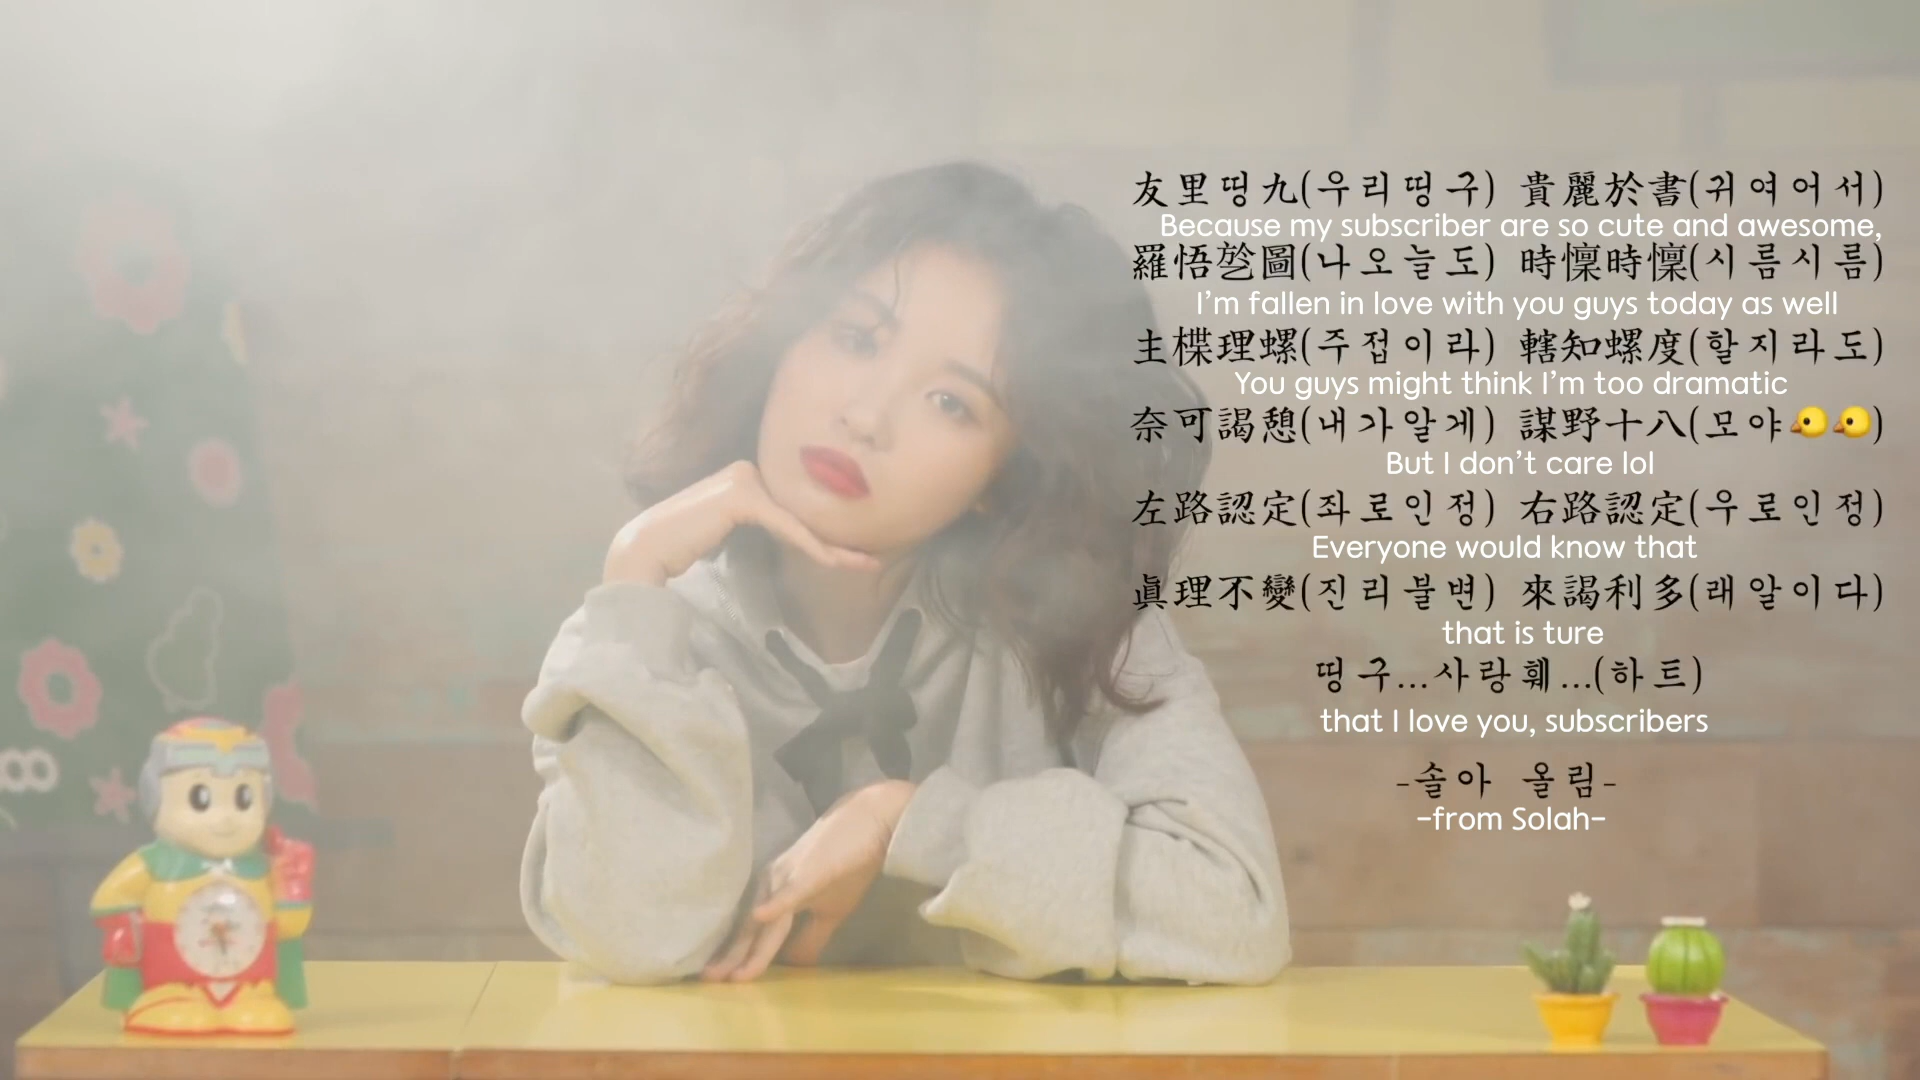 友里띵九(우리띵구) 貴麗於書(귀여어서)
Because my subscriber are so cute and awesome,
羅悟旕圖(나오늘도) 時懍時懍(시름시름)
I'm fallen in love with you guys today as well
主楪理螺(주접이라) 轄知螺度(할지라도)
You guys might think I'm too dramatic
奈可謁憩(내가알게) 謀野十八(모야🐤🐤)
But I don't care lol
左路認定(좌로인정) 右路認定(우로인정)
Everyone would know that
眞理不變(진리불변) 來謁利多(래알이다)
that is ture
띵구...사랑훼...(하트)
that I love you, subscribers
-솔아 올림-
-from Solah-